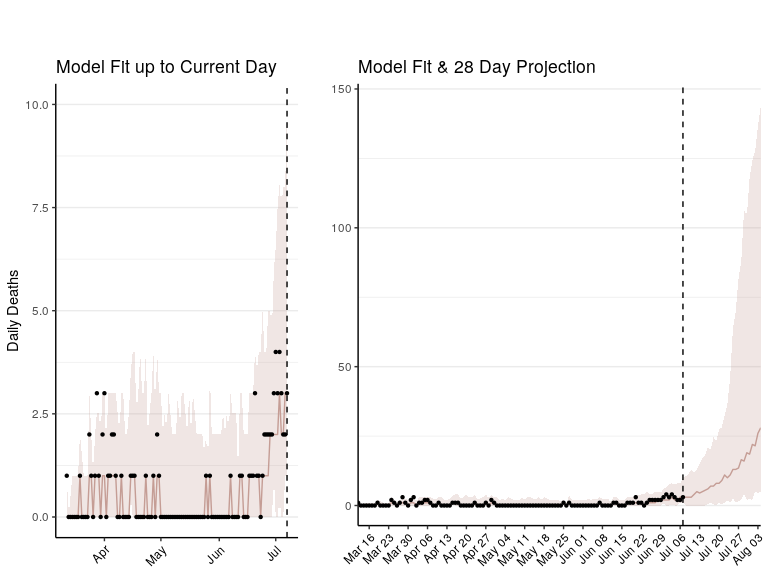 Model Fit up to Current Day
Daily Deaths
10.0
7.5
5.0
2.5
0.0
Apr
May
Jun
Jul
Model Fit & 28 Day Projection
150
100
50
0
Mar 16
Mar 23
Mar 30
Apr 06
Apr 13
Apr 20
Apr 27
May 04
May 11
May 18
May 25
Jun 01
Jun 08
Jun 15
Jun 22
Jun 29
Jul 06
Jul 13
Jul 20
Jul 27
Aug 03